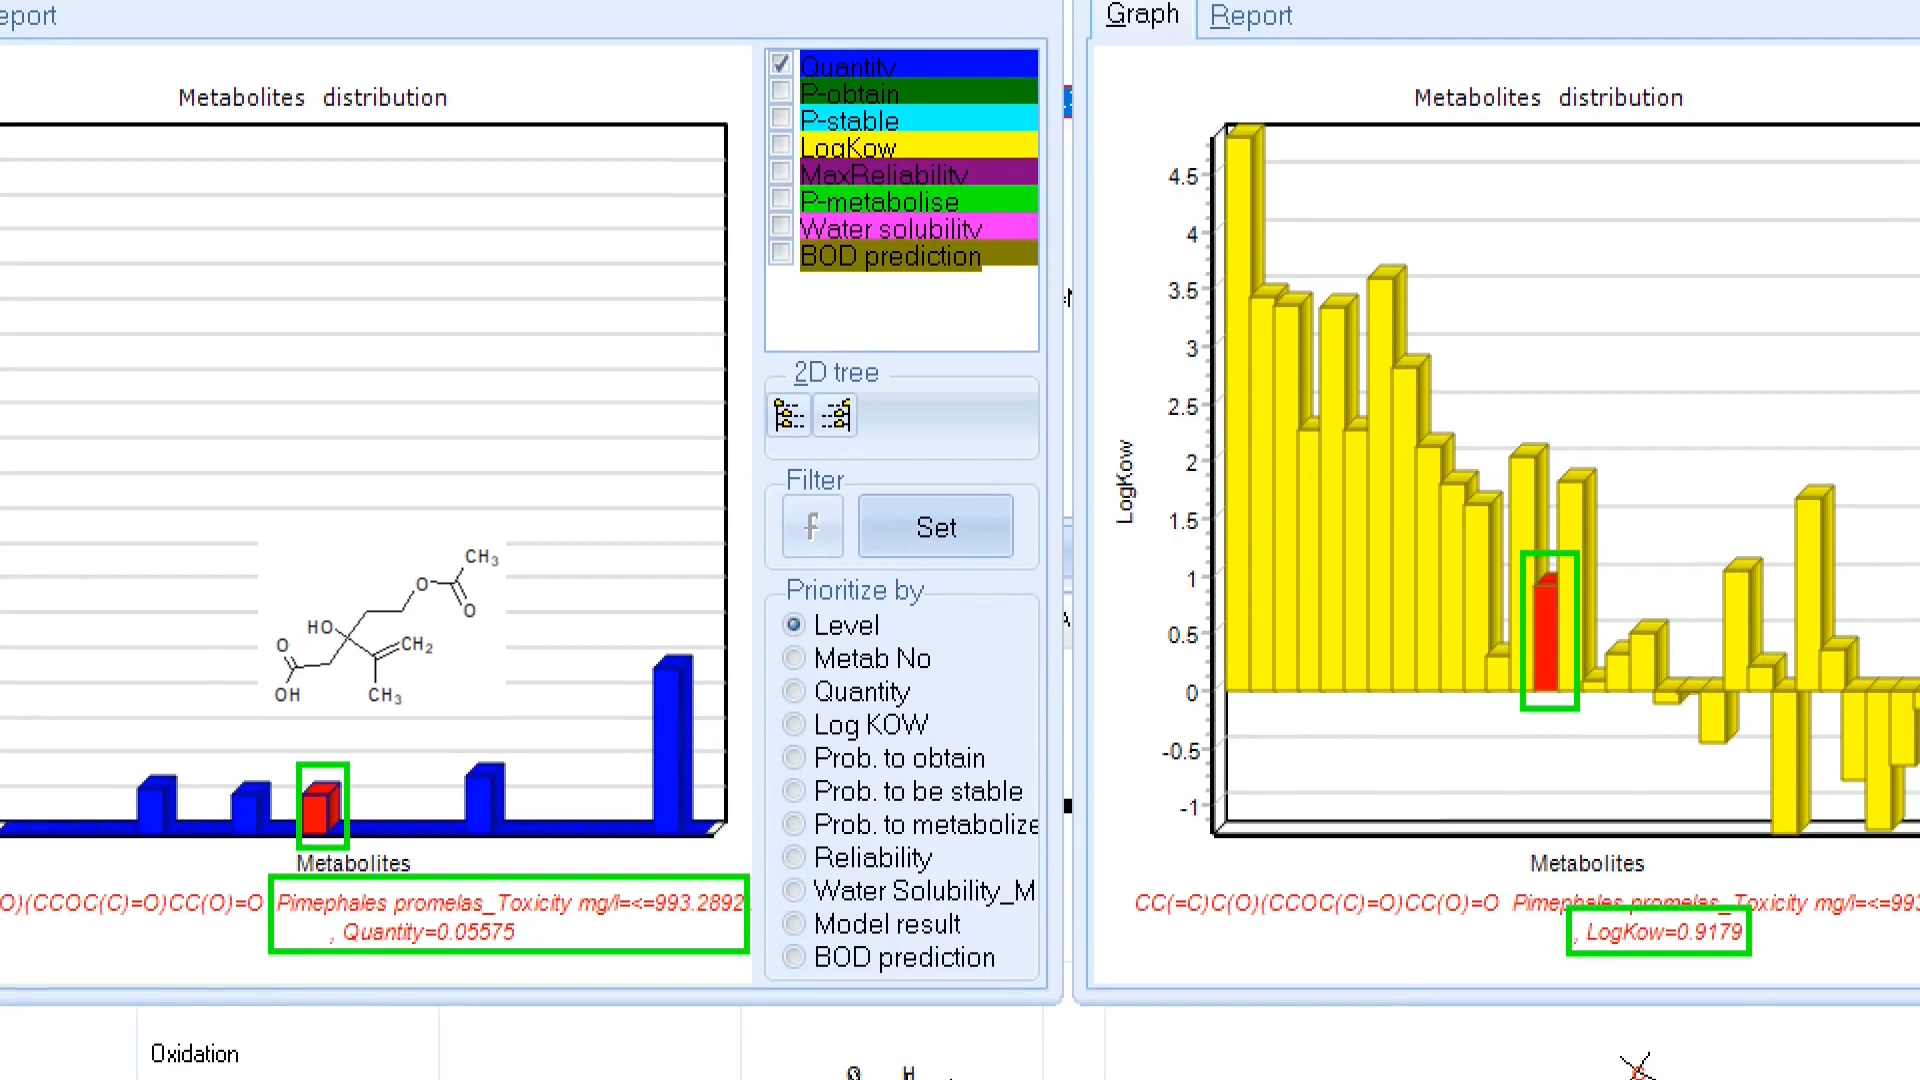 eport
Metabolites distribution
CH3
O
O
HO
O
CH2
OH
CH3
Metabolites
O)(CCOC(C)=O)CC(O)=O Pimephales promelas_Toxicity mg/l=<=993.2892
, Quantity=0.05575
Oxidation
Quantity
P-obtain
P-stable
LogKow
MaxReliability
P-metabolise
Water solubility
BOD prediction
2D tree
Filter
f
Set
Prioritize by
Level
Metab No
Quantity
Log KOW
Prob. to obtain
Prob. to be stable
Prob. to metabolize
Reliability
Water Solubility_M
Model result
BOD prediction
O H
Graph
Report
Metabolites distribution
4.5
4
3.5
3
2.5
2
1.5
1
0.5
0
-0.5
-1
LogKow
Metabolites
CC(=C)C(O)(CCOC(C)=O)CC(O)=O Pimephales promelas_Toxicity mg/l=<=993
, LogKow=0.9179